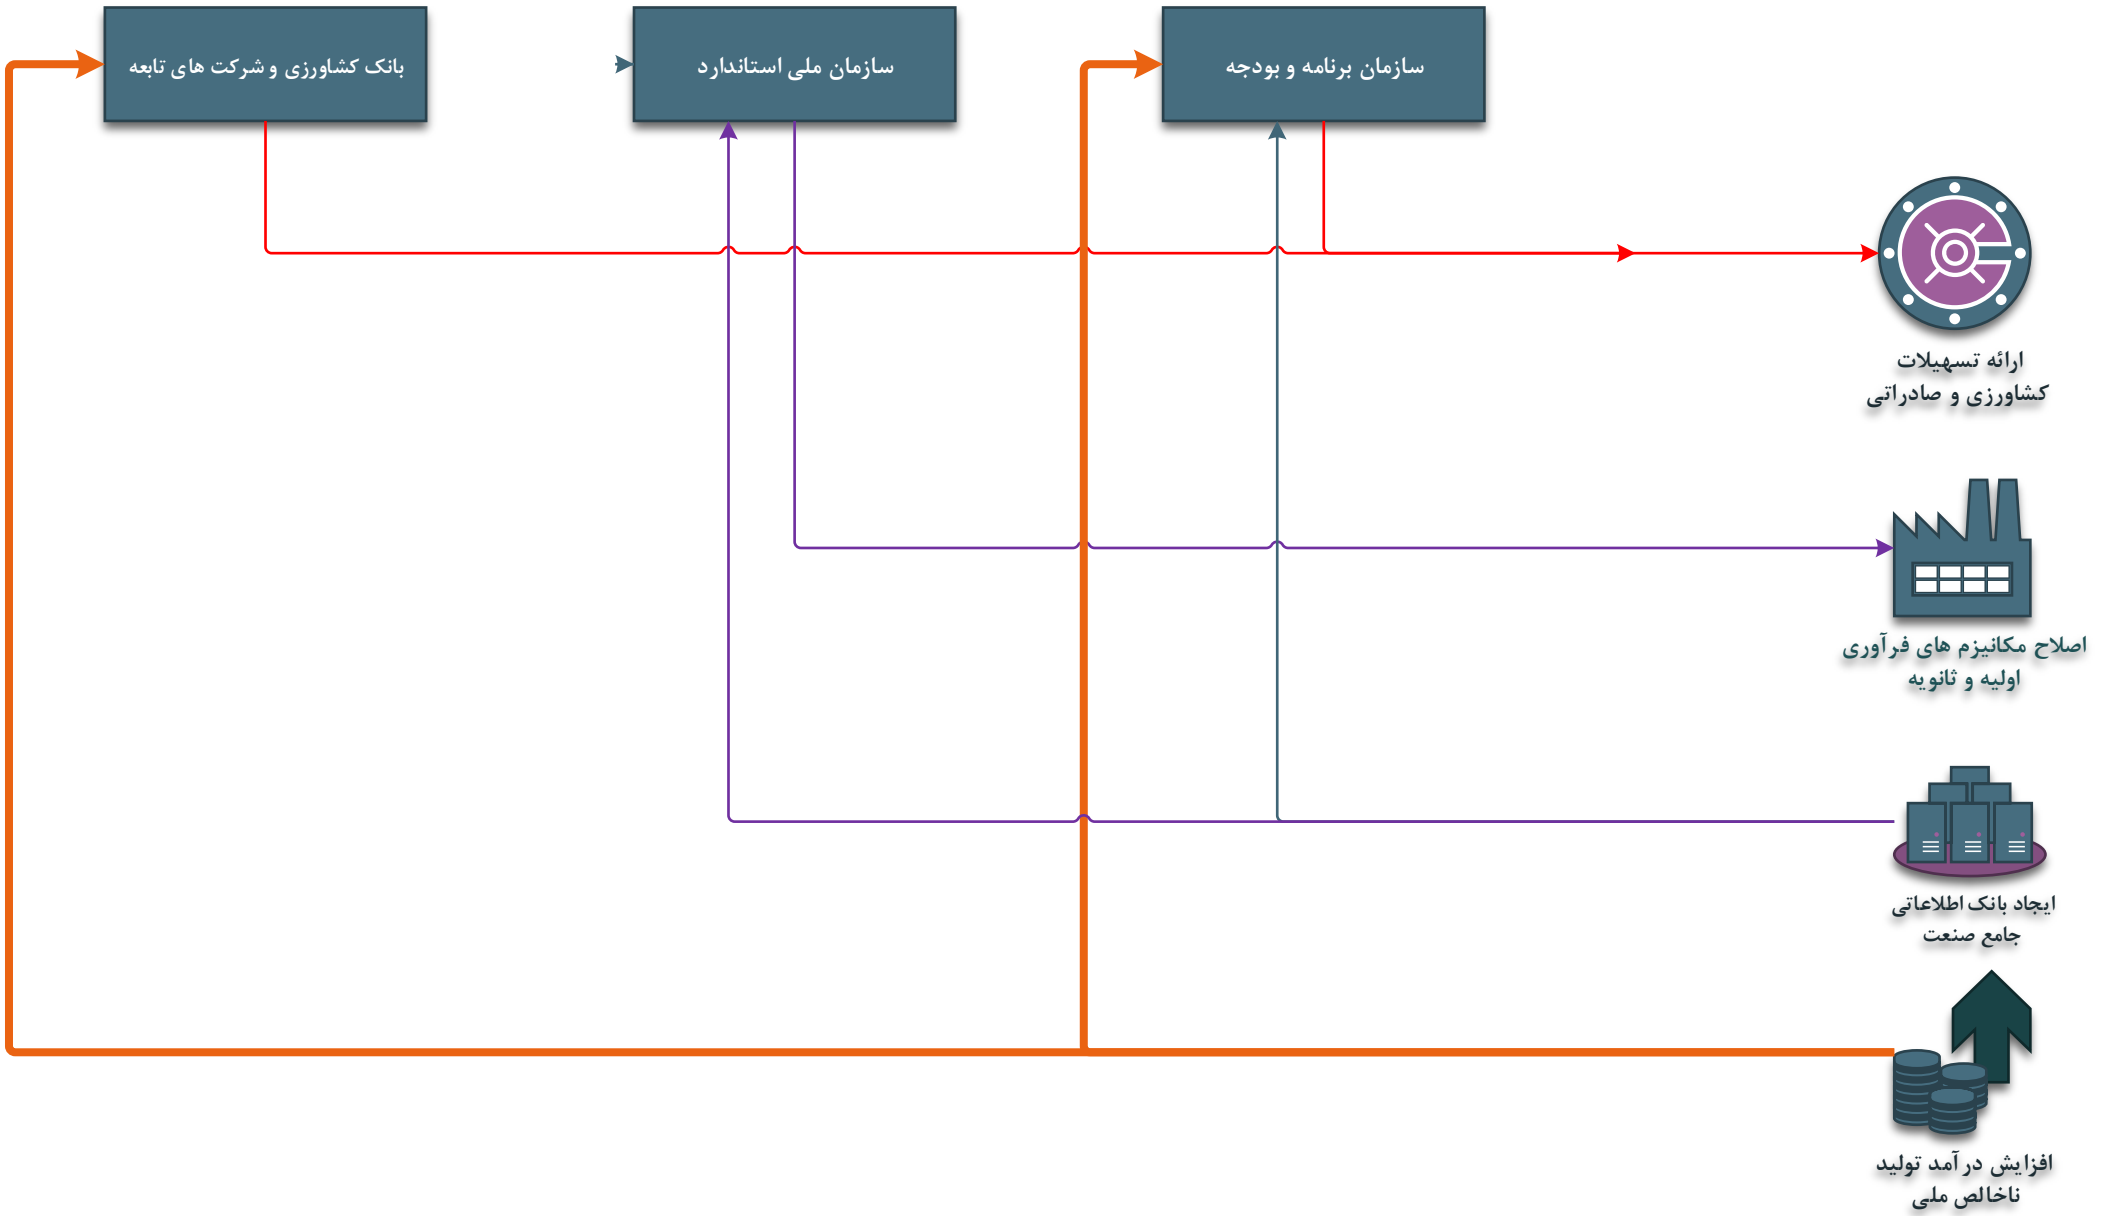 سازمان برنامه و بودجه
سازمان ملی استاندارد
بانک کشاورزی و شرکت های تابعه
ارائه تسهیلات
کشاورزی و صادراتی
اصلاح مکانیزم های فرآوری
اولیه و ثانویه
ایجاد بانک اطلاعاتی
جامع صنعت
افزایش درآمد تولید
ناخالص ملی